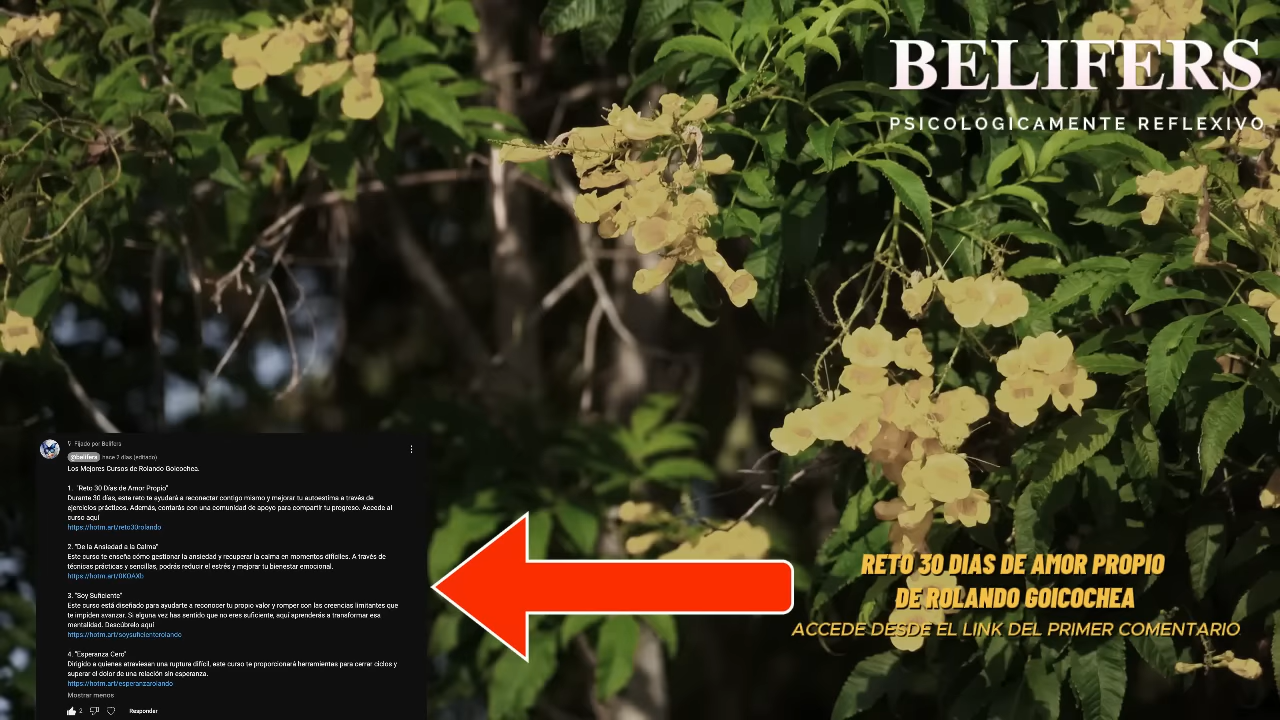 BELIFERS
PSICOLÓGICAMENTE REFLEXIVO
Fijado por Belifers
@belifers hace 2 días (editado)
Los Mejores Cursos de Rolando Goicochea.
1. "Reto 30 Días de Amor Propio"
Durante 30 días, este reto te ayudará a reconectar contigo mismo y mejorar tu autoestima a través de
ejercicios prácticos. Además, contarás con una comunidad de apoyo para compartir tu progreso. Accede al
curso aquí
https://hotm.art/reto30rolando
2. "De la Ansiedad a la Calma"
Este curso te enseña cómo gestionar la ansiedad y recuperar la calma en momentos difíciles. A través de
técnicas prácticas y sencillas, podrás reducir el estrés y mejorar tu bienestar emocional.
https://hotm.art/0KOAXb
3. "Soy Suficiente"
Este curso está diseñado para ayudarte a reconocer tu propio valor y romper con las creencias limitantes que
te impiden avanzar. Si alguna vez has sentido que no eres suficiente, aquí aprenderás a transformar esa
mentalidad. Descúbrelo aquí
https://hotm.art/soysuficienterolando
4. "Esperanza Cero"
Dirigido a quienes atraviesan una ruptura difícil, este curso te proporcionará herramientas para cerrar ciclos y
superar el dolor de una relación sin esperanza.
https://hotm.art/esperanzarolando
Mostrar menos
2 Responder
RETO 30 DIAS DE AMOR PROPIO
DE ROLANDO GOICOCHEA
ACCEDE DESDE EL LINK DEL PRIMER COMENTARIO